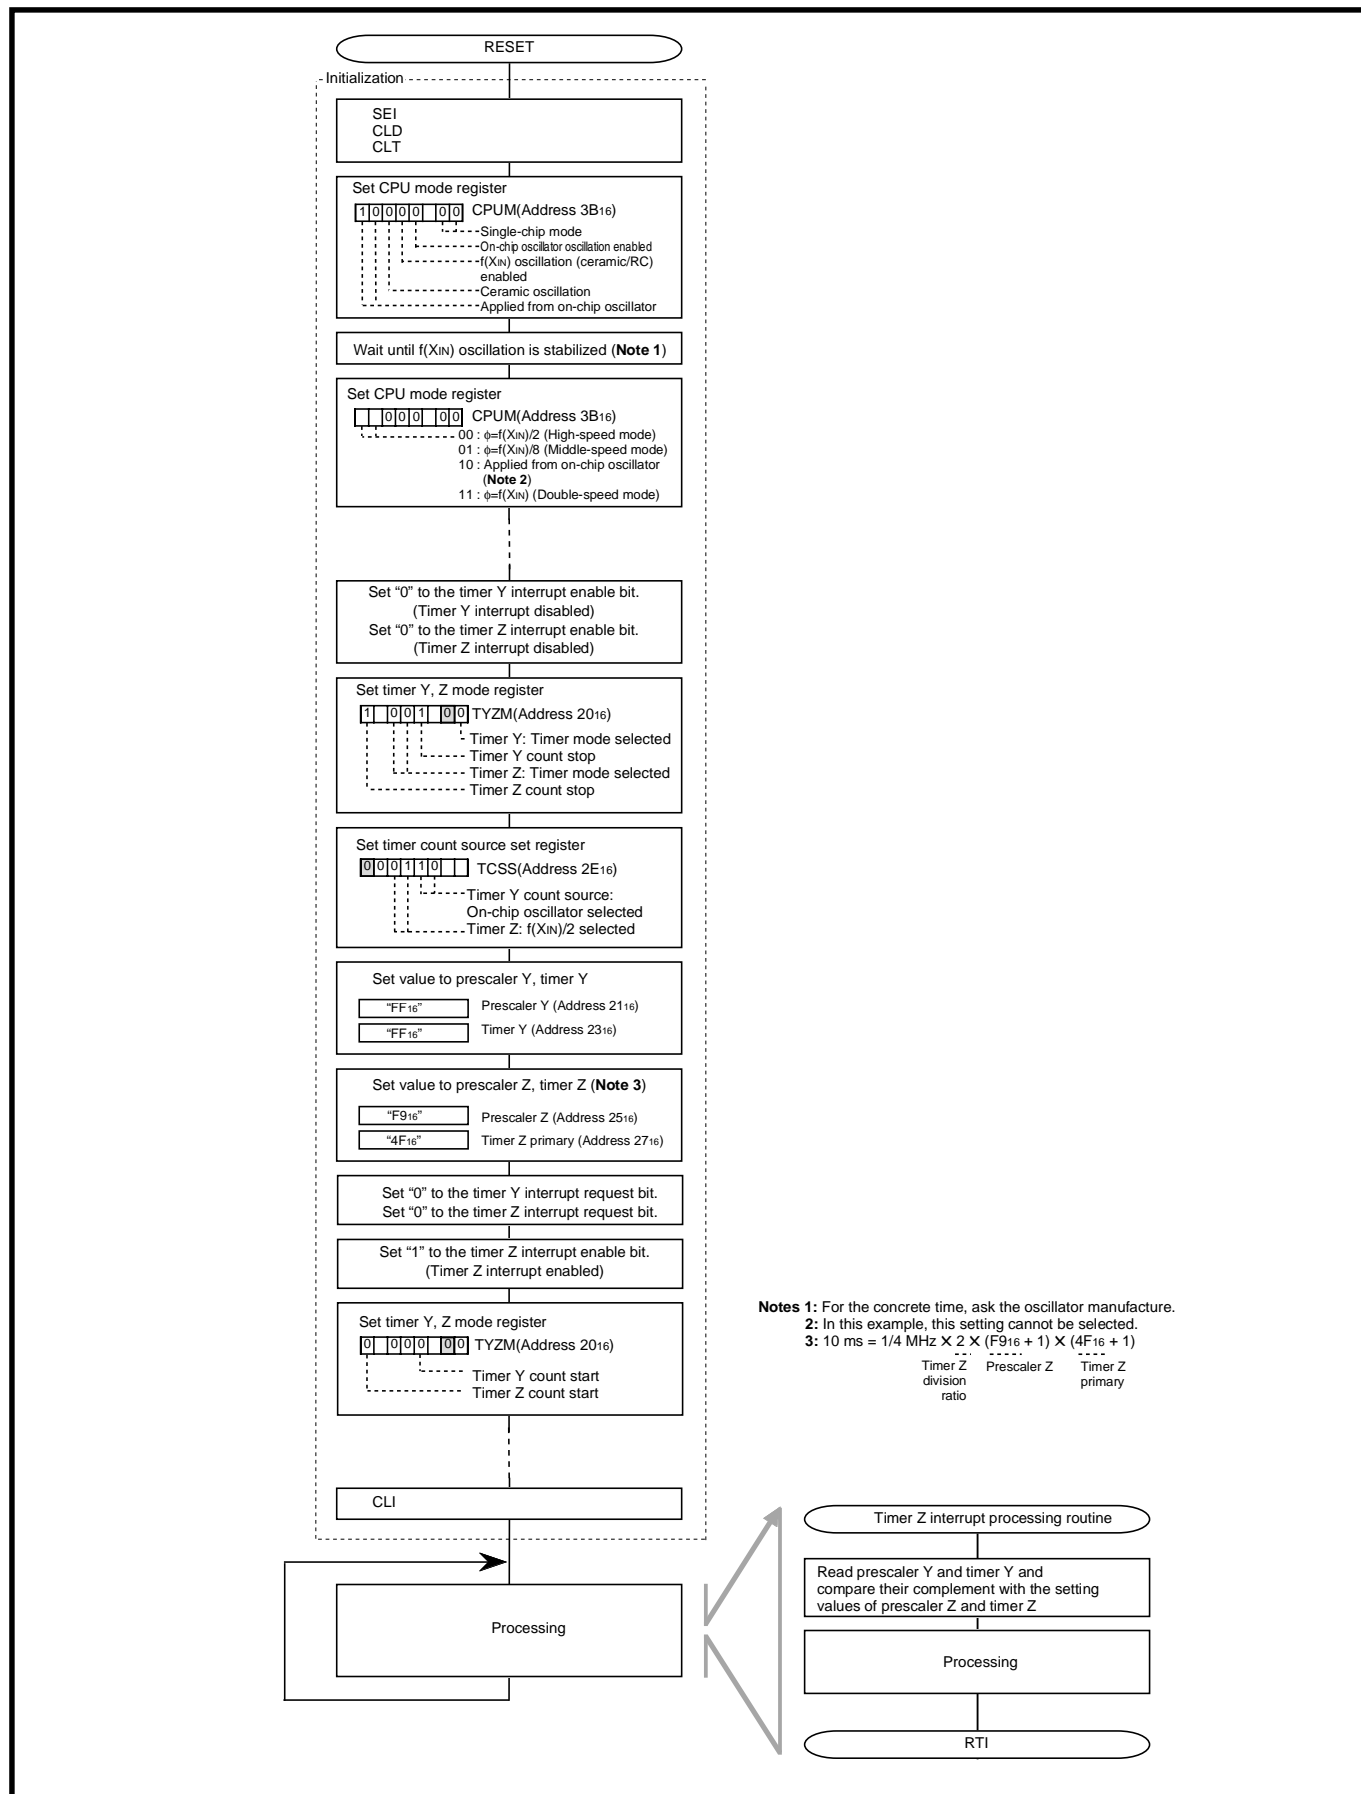 RESET
Initialization
SEI
CLD
CLT
Set CPU mode register
1 0 0 0 0 0 0 CPUM(Address 3B16)
Single-chip mode
On-chip oscillator oscillation enabled
f(XIN) oscillation (ceramic/RC)
enabled
Ceramic oscillation
Applied from on-chip oscillator
Wait until f(XIN) oscillation is stabilized (Note 1)
Set CPU mode register
0 0 0 0 0 CPUM(Address 3B16)
00 : ϕ=f(XIN)/2 (High-speed mode)
01 : ϕ=f(XIN)/8 (Middle-speed mode)
10 : Applied from on-chip oscillator
(Note 2)
11 : ϕ=f(XIN) (Double-speed mode)
Set “0” to the timer Y interrupt enable bit.
(Timer Y interrupt disabled)
Set “0” to the timer Z interrupt enable bit.
(Timer Z interrupt disabled)
Set timer Y, Z mode register
1 0 0 1 0 0 TYZM(Address 2016)
Timer Y: Timer mode selected
Timer Y count stop
Timer Z: Timer mode selected
Timer Z count stop
Set timer count source set register
0 0 0 1 1 0 TCSS(Address 2E16)
Timer Y count source:
On-chip oscillator selected
Timer Z: f(XIN)/2 selected
Set value to prescaler Y, timer Y
“FF16” Prescaler Y (Address 2116)
“FF16” Timer Y (Address 2316)
Set value to prescaler Z, timer Z (Note 3)
“F916” Prescaler Z (Address 2516)
“4F16” Timer Z primary (Address 2716)
Set “0” to the timer Y interrupt request bit.
Set “0” to the timer Z interrupt request bit.
Set “1” to the timer Z interrupt enable bit.
(Timer Z interrupt enabled)
Set timer Y, Z mode register
0 0 0 0 0 0 TYZM(Address 2016)
Timer Y count start
Timer Z count start
CLI
Processing
Notes 1: For the concrete time, ask the oscillator manufacture.
2: In this example, this setting cannot be selected.
3: 10 ms = 1/4 MHz × 2 × (F916 + 1) × (4F16 + 1)
Timer Z Prescaler Z Timer Z
division primary
ratio
Timer Z interrupt processing routine
Read prescaler Y and timer Y and
compare their complement with the setting
values of prescaler Z and timer Z
Processing
RTI